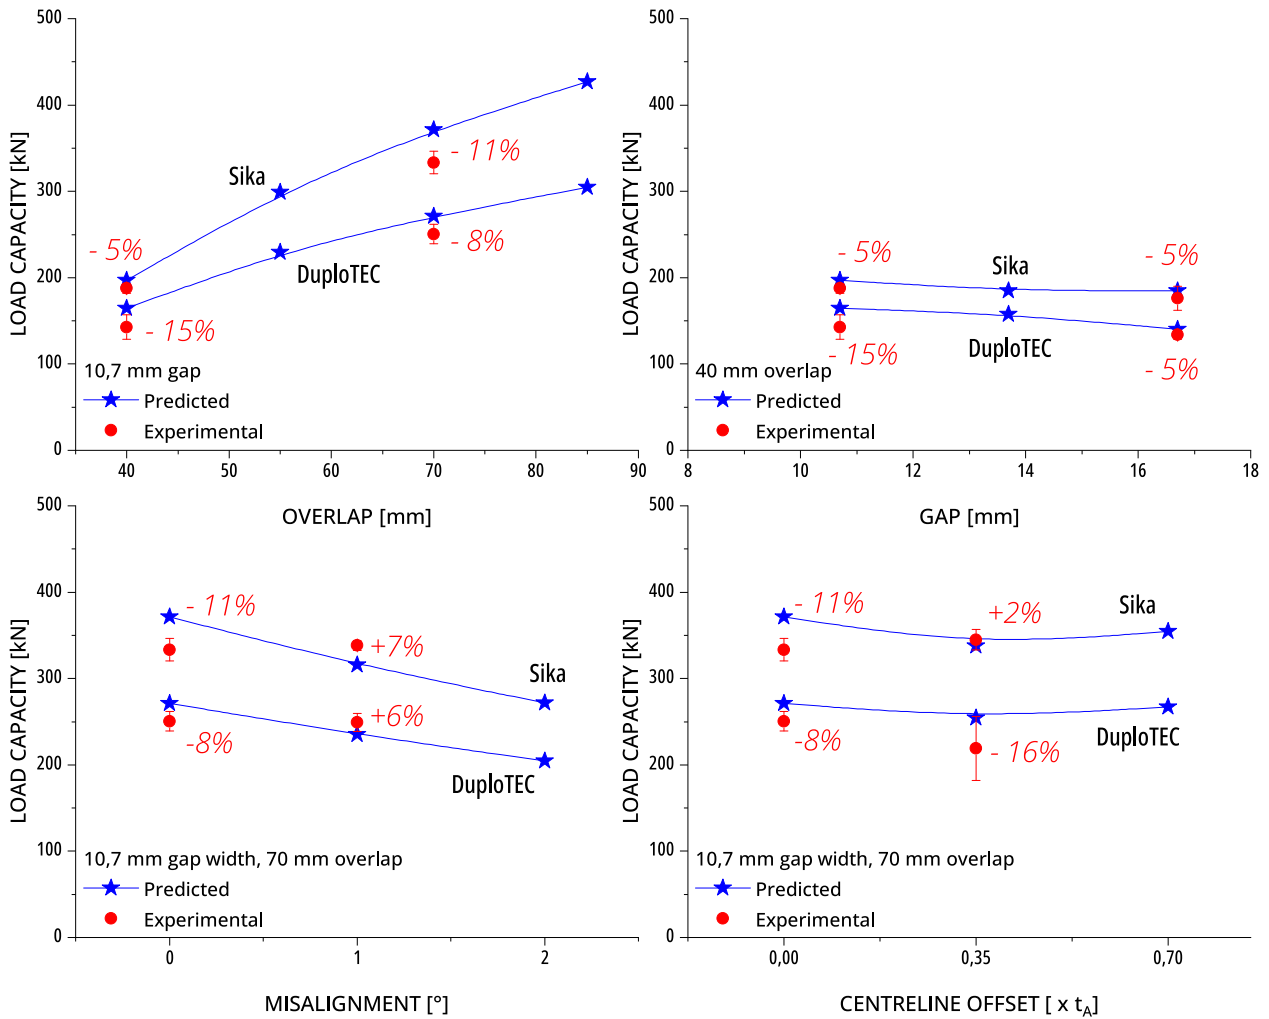 500
400
300
200
100
0
LOAD CAPACITY [kN]
Sika
DuploTEC
- 5%
- 15%
- 11%
- 8%
10,7 mm gap
Predicted
Experimental
40 50 60 70 80 90
OVERLAP [mm]
500
400
300
200
100
0
LOAD CAPACITY [kN]
- 5%
Sika
- 5%
- 15%
DuploTEC
- 5%
40 mm overlap
Predicted
Experimental
8 10 12 14 16 18
GAP [mm]
500
400
300
200
100
0
LOAD CAPACITY [kN]
- 11%
+7%
Sika
-8%
+6%
DuploTEC
10,7 mm gap width, 70 mm overlap
Predicted
Experimental
0 1 2
MISALIGNMENT [°]
500
400
300
200
100
0
LOAD CAPACITY [kN]
- 11%
+2%
Sika
-8%
- 16%
DuploTEC
10,7 mm gap width, 70 mm overlap
Predicted
Experimental
0,00 0,35 0,70
CENTRELINE OFFSET [ x tA]